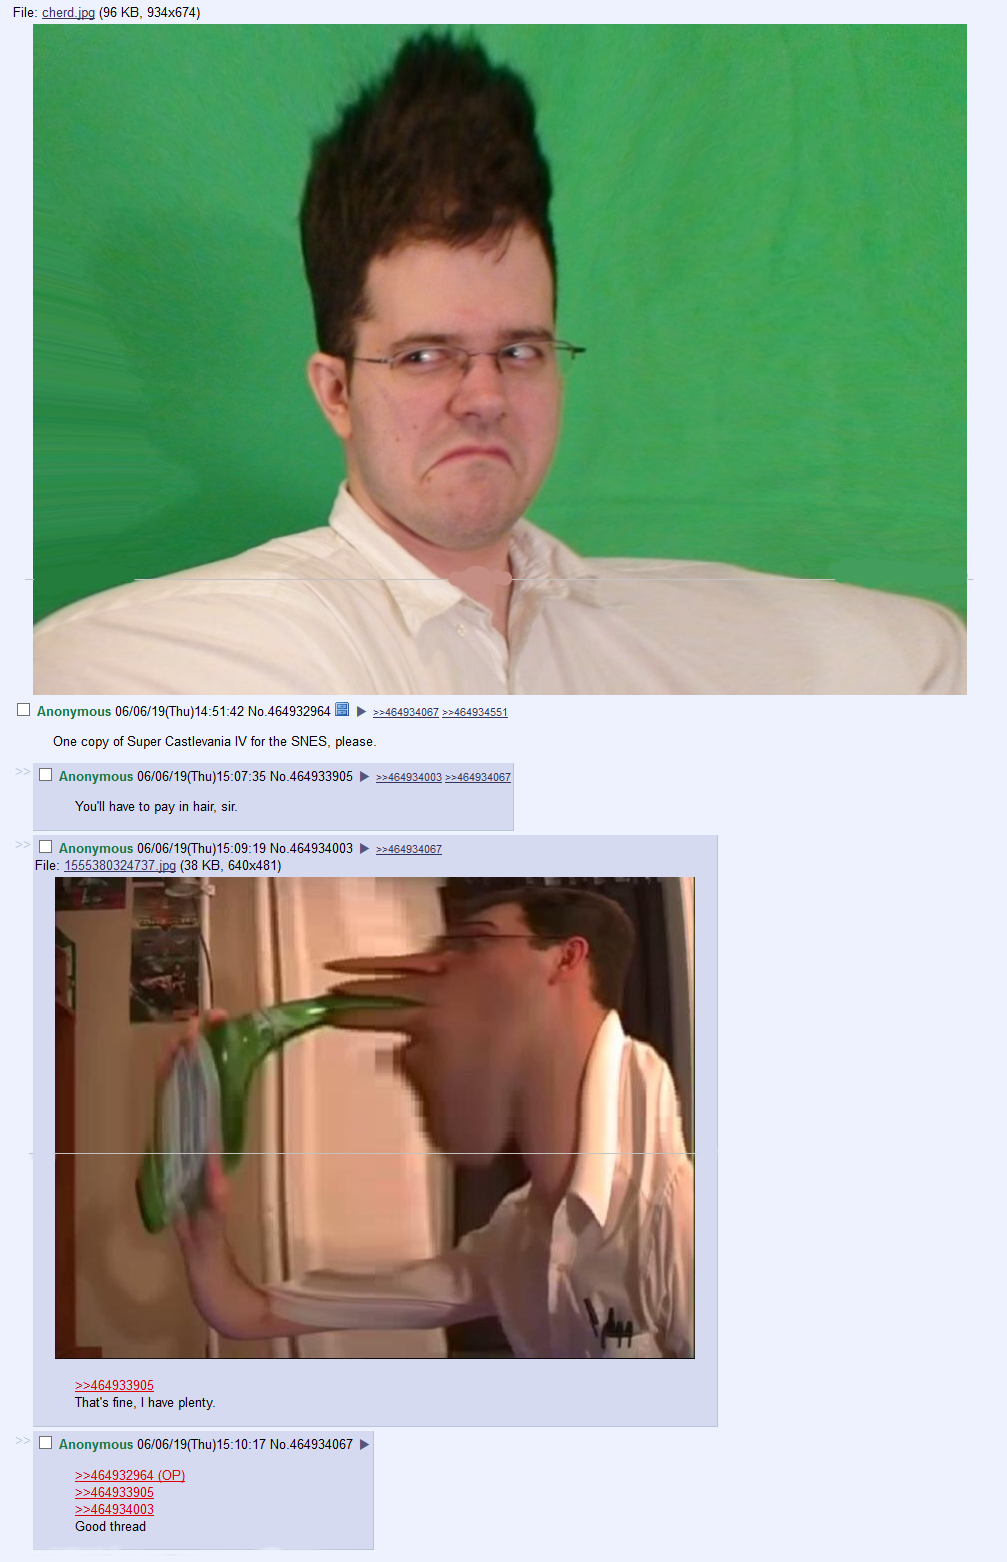 File: cherd.jpg (96 KB, 934x674)
Anonymous 06/06/19(Thu)14:51:42 No.464932964 ▶ >>464934067 >>464934551
One copy of Super Castlevania IV for the SNES, please.
>> Anonymous 06/06/19(Thu)15:07:35 No.464933905 ▶ >>464934003 >>464934067
You'll have to pay in hair, sir.
>> Anonymous 06/06/19(Thu)15:09:19 No.464934003 ▶ >>464934067
File: 1555380324737.jpg (38 KB, 640x481)
>>464933905
That's fine, I have plenty.
>> Anonymous 06/06/19(Thu)15:10:17 No.464934067 ▶
>>464932964 (OP)
>>464933905
>>464934003
Good thread